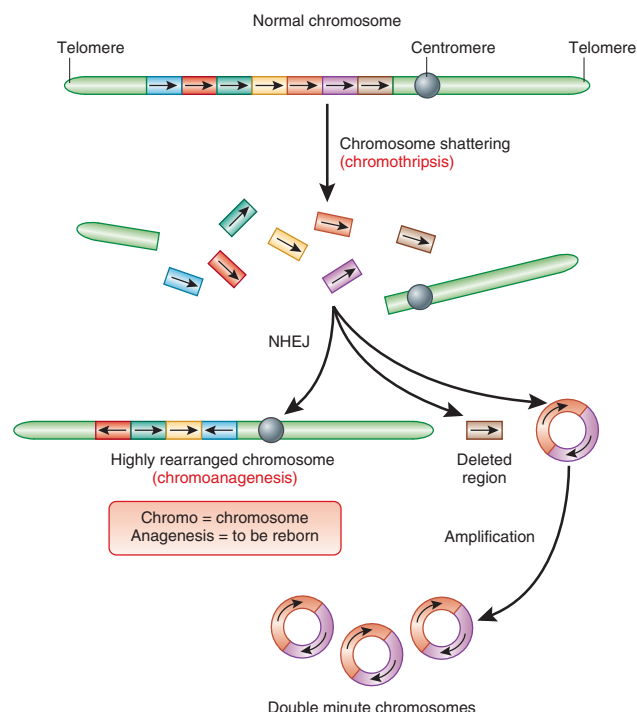 Normal chromosome
Telomere
Centromere
Telomere
Chromosome shattering
(chromothripsis)
NHEJ
Highly rearranged chromosome
(chromoanagenesis)
Deleted
region
Chromo = chromosome
Anagenesis = to be reborn
Amplification
Double minute chromosomes